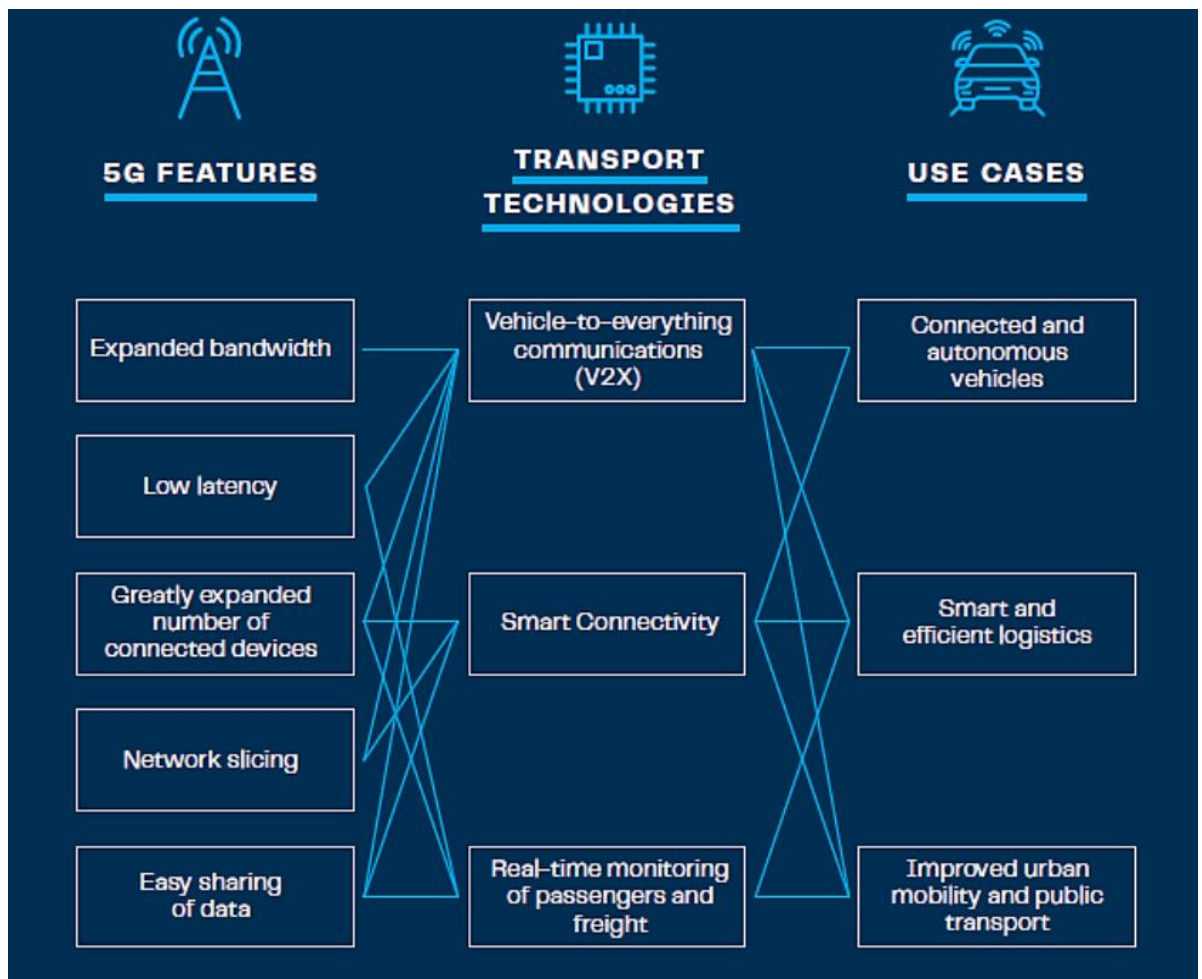 5G FEATURES
TRANSPORT
TECHNOLOGIES
USE CASES
Expanded bandwidth
Low latency
Greatly expanded
number of
connected devices
Network slicing
Easy sharing
of data
Vehicle-to-everything
communications
(V2X)
Smart Connectivity
Real-time monitoring
of passengers and
freight
Connected and
autonomous
vehicles
Smart and
efficient logistics
Improved urban
mobility and public
transport